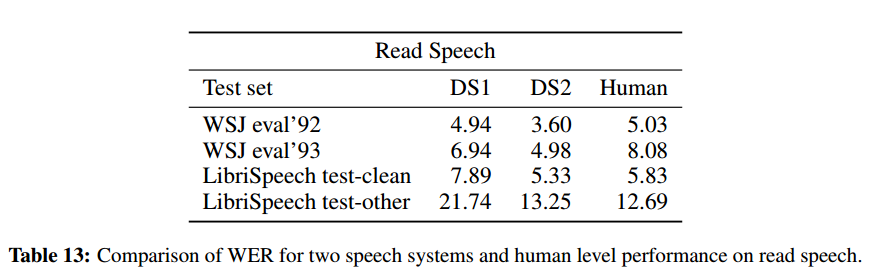 Read Speech
Test set DS1 DS2 Human
WSJ eval’92 4.94 3.60 5.03
WSJ eval’93 6.94 4.98 8.08
LibriSpeech test-clean 7.89 5.33 5.83
LibriSpeech test-other 21.74 13.25 12.69
Table 13: Comparison of WER for two speech systems and human level performance on read speech.